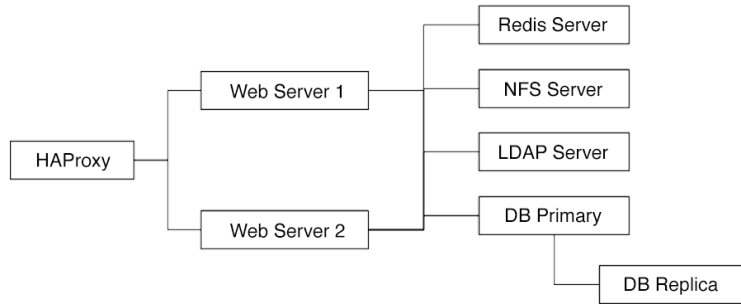 Redis Server
Web Server 1
NFS Server
HAProxy
LDAP Server
Web Server 2
DB Primary
DB Replica